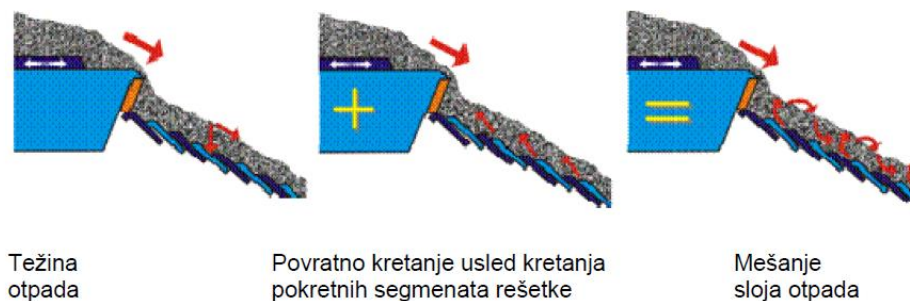 +
=
Težina
otpada
Povratno kretanje usled kretanja
pokretnih segmenata rešetke
Mešanje
sloja otpada